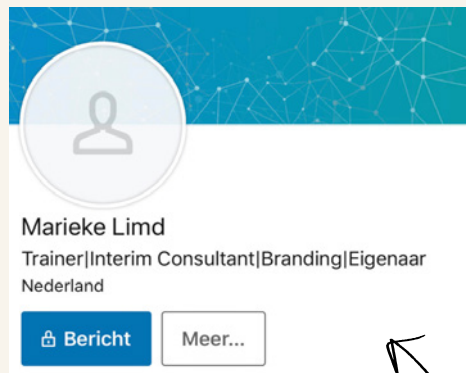 Marieke Limd
Trainer|Interim Consultant|Branding|Eigenaar
Nederland
Bericht
Meer...